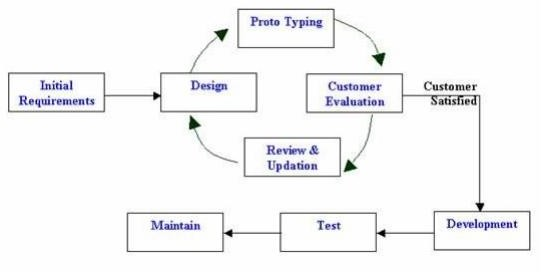 Proto Typing
Initial
Requirements
Design
Customer
Evaluation
Customer
Satisfied
Review &
Updation
Maintain
Test
Development